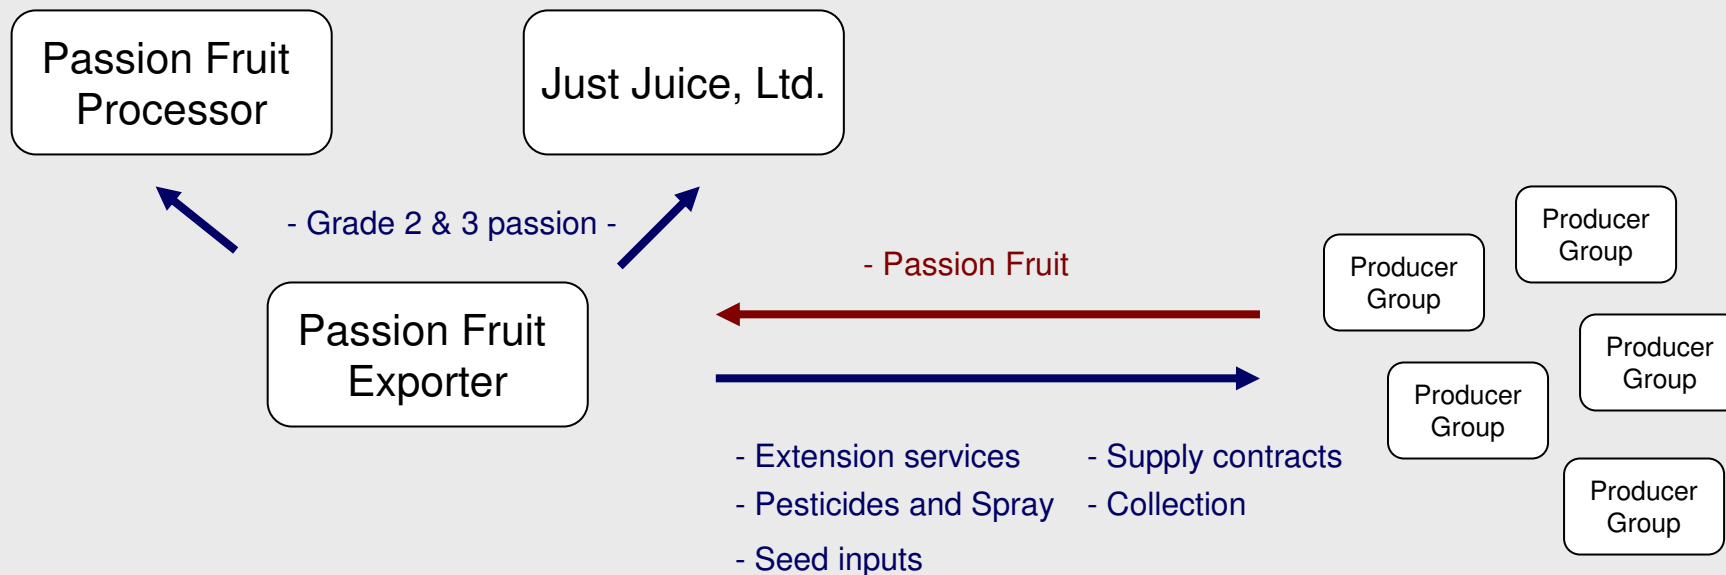 Passion Fruit
Processor
Just Juice, Ltd.
- Grade 2 & 3 passion -
Passion Fruit
Exporter
- Passion Fruit
- Extension services
- Pesticides and Spray
- Seed inputs
- Supply contracts
- Collection
Producer
Group
Producer
Group
Producer
Group
Producer
Group
Producer
Group